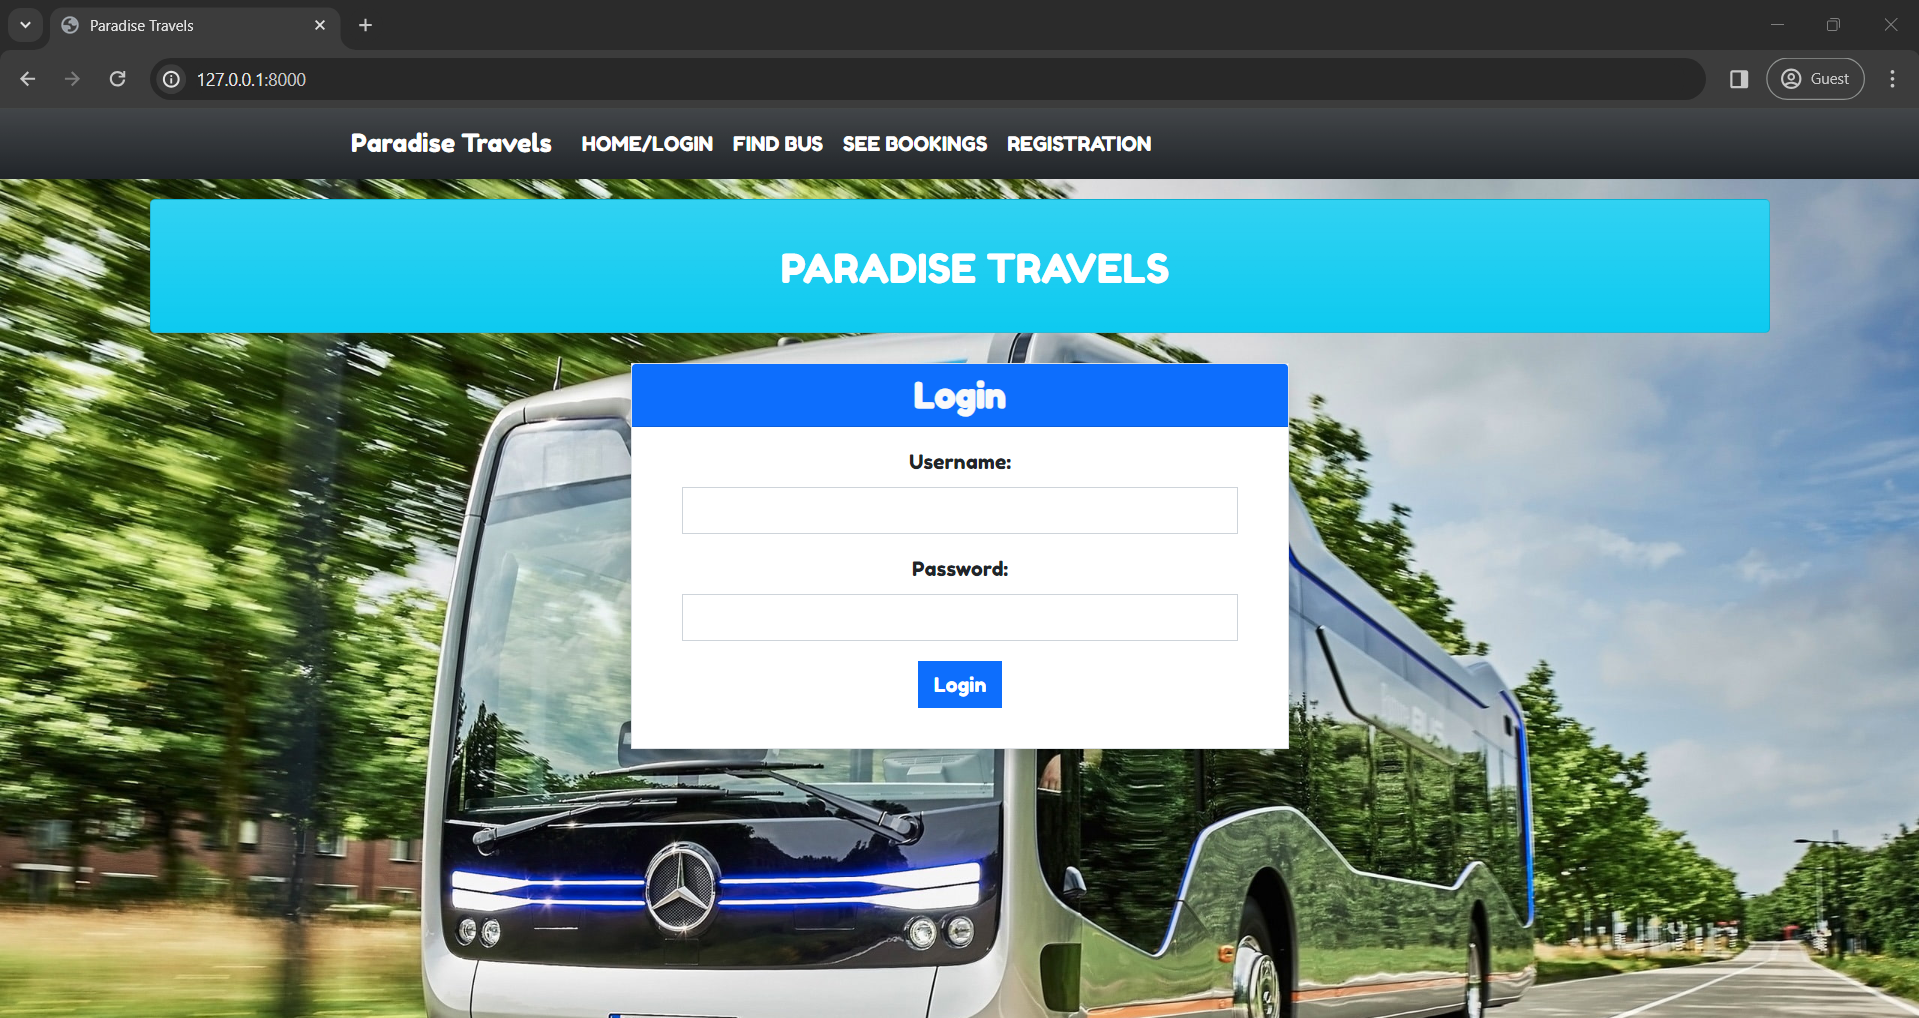 Paradise Travels
127.0.0.1:8000
Guest
Paradise Travels HOME/LOGIN FIND BUS SEE BOOKINGS REGISTRATION
PARADISE TRAVELS
Login
Username:
Password:
Login